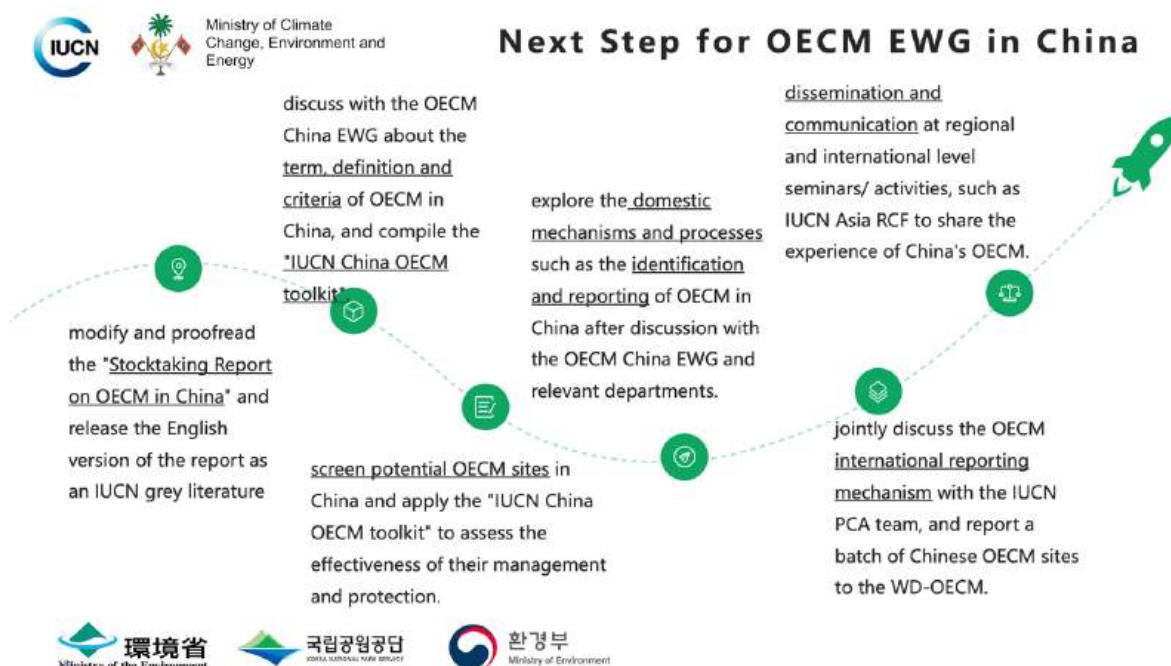 IUCN
Ministry of Climate
Change, Environment and
Energy
Next Step for OECM EWG in China
modify and proofread
the "Stocktaking Report
on OECM in China" and
release the English
version of the report as
an IUCN grey literature
discuss with the OECM
China EWG about the
term, definition and
criteria of OECM in
China, and compile the
"IUCN China OECM
toolkit".
screen potential OECM sites in
China and apply the "IUCN China
OECM toolkit" to assess the
effectiveness of their management
and protection.
explore the domestic
mechanisms and processes
such as the identification
and reporting of OECM in
China after discussion with
the OECM China EWG and
relevant departments.
jointly discuss the OECM
international reporting
mechanism with the IUCN
PCA team, and report a
batch of Chinese OECM sites
to the WD-OECM.
dissemination and
communication at regional
and international level
seminars/ activities, such as
IUCN Asia RCF to share the
experience of China's OECM.
環境省
Ministry of the Environment
국립공원공단
KOREA NATIONAL PARK SERVICE
환경부
Ministry of Environment